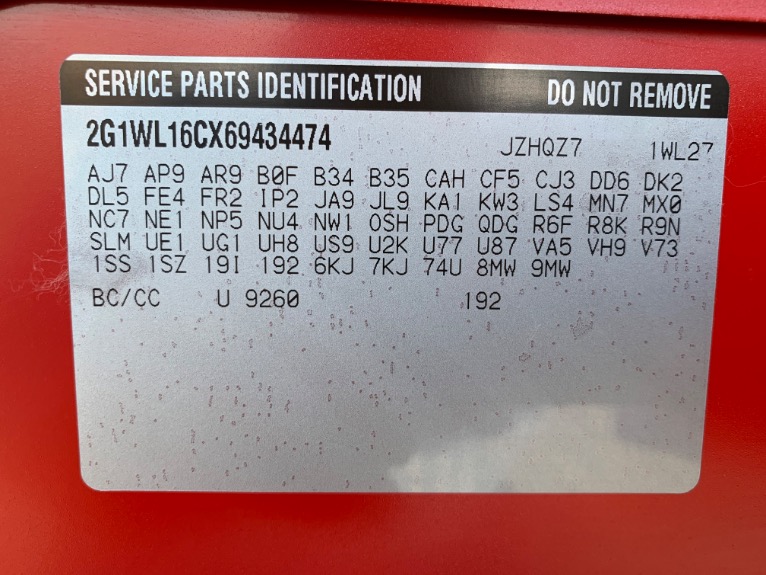 SERVICE PARTS IDENTIFICATION DO NOT REMOVE
2G1WL16CX69434474 JZHQZ7 1WL27
AJ7 AP9 AR9 B0F B34 B35 CAH CF5 CJ3 DD6 DK2
DL5 FE4 FR2 IP2 JA9 JL9 KA1 KW3 LS4 MN7 MX0
NC7 NE1 NP5 NU4 NW1 OSH PDG QDG R6F R8K R9N
SLM UE1 UG1 UH8 US9 U2K U77 U87 VA5 VH9 V73
1SS 1SZ 19I 192 6KJ 7KJ 74U 8MW 9MW
BC/CC U 9260 192